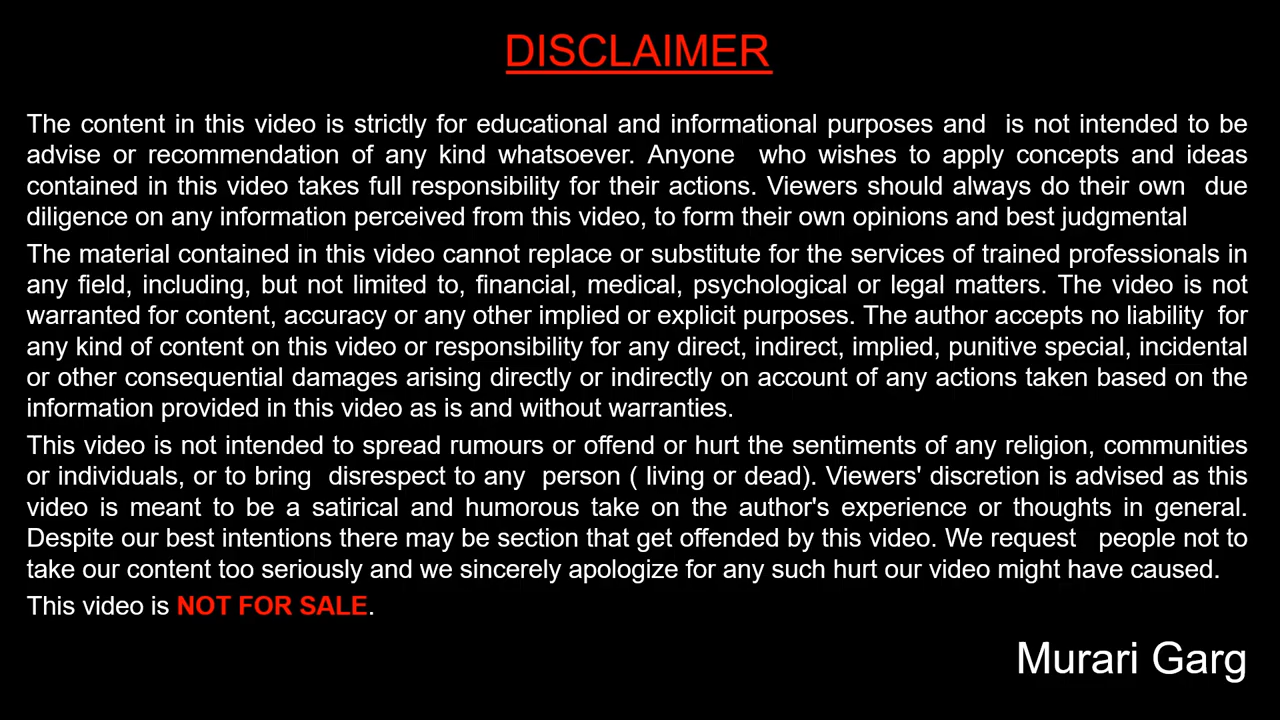 DISCLAIMER
The content in this video is strictly for educational and informational purposes and is not intended to be
advise or recommendation of any kind whatsoever. Anyone who wishes to apply concepts and ideas
contained in this video takes full responsibility for their actions. Viewers should always do their own due
diligence on any information perceived from this video, to form their own opinions and best judgmental
The material contained in this video cannot replace or substitute for the services of trained professionals in
any field, including, but not limited to, financial, medical, psychological or legal matters. The video is not
warranted for content, accuracy or any other implied or explicit purposes. The author accepts no liability for
any kind of content on this video or responsibility for any direct, indirect, implied, punitive special, incidental
or other consequential damages arising directly or indirectly on account of any actions taken based on the
information provided in this video as is and without warranties.
This video is not intended to spread rumours or offend or hurt the sentiments of any religion, communities
or individuals, or to bring disrespect to any person ( living or dead). Viewers' discretion is advised as this
video is meant to be a satirical and humorous take on the author's experience or thoughts in general.
Despite our best intentions there may be section that get offended by this video. We request people not to
take our content too seriously and we sincerely apologize for any such hurt our video might have caused.
This video is NOT FOR SALE.
Murari Garg